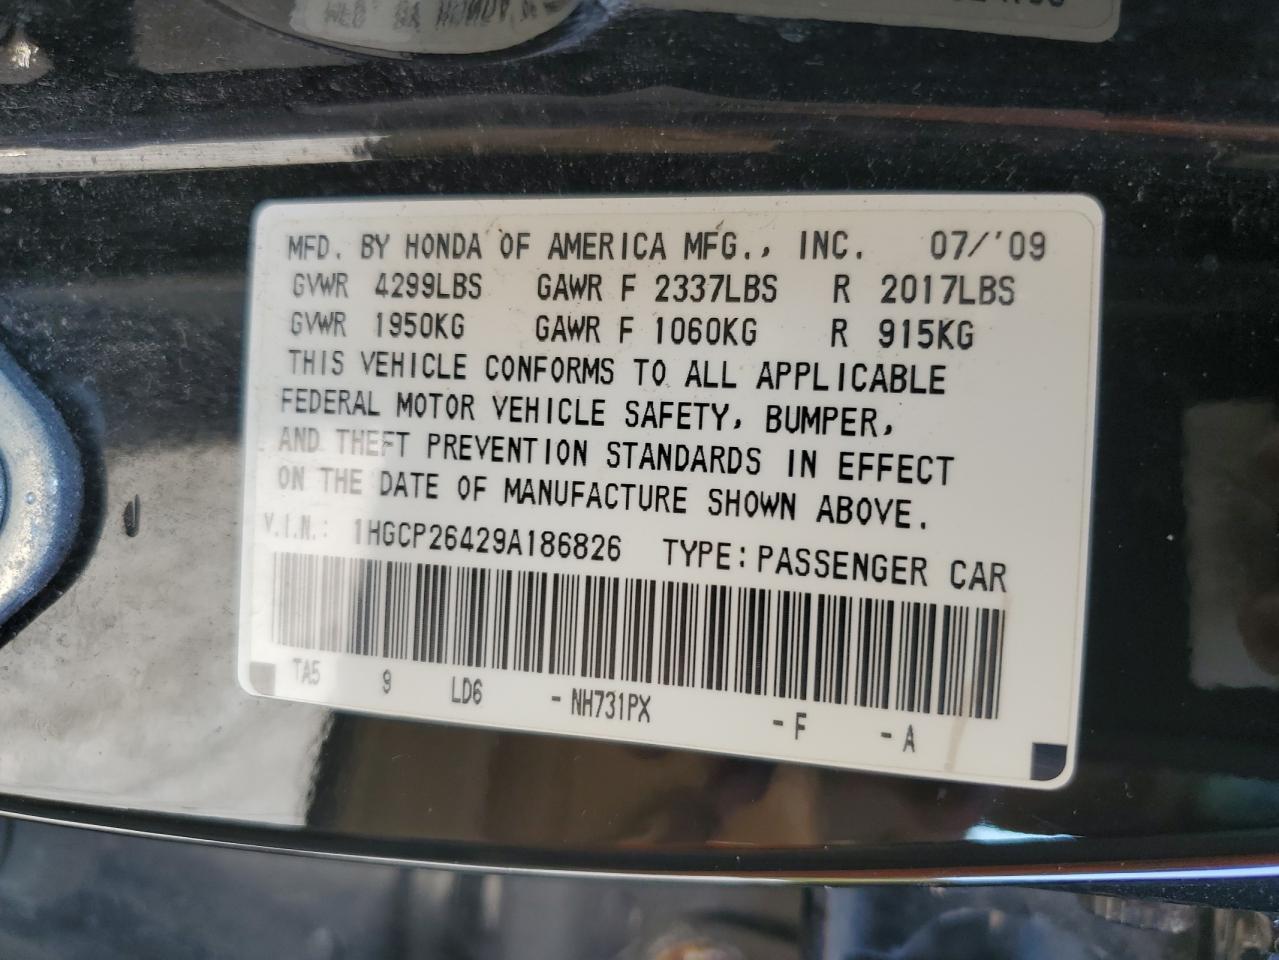 MFD. BY HONDA OF AMERICA MFG., INC. 07/'09
GVWR 4299LBS GAWR F 2337LBS R 2017LBS
GVWR 1950KG GAWR F 1060KG R 915KG
THIS VEHICLE CONFORMS TO ALL APPLICABLE
FEDERAL MOTOR VEHICLE SAFETY, BUMPER,
AND THEFT PREVENTION STANDARDS IN EFFECT
ON THE DATE OF MANUFACTURE SHOWN ABOVE.
V.I.N.: 1HGCP26429A186826 TYPE: PASSENGER CAR
TA5 9 LD6 -NH731PX -F -A